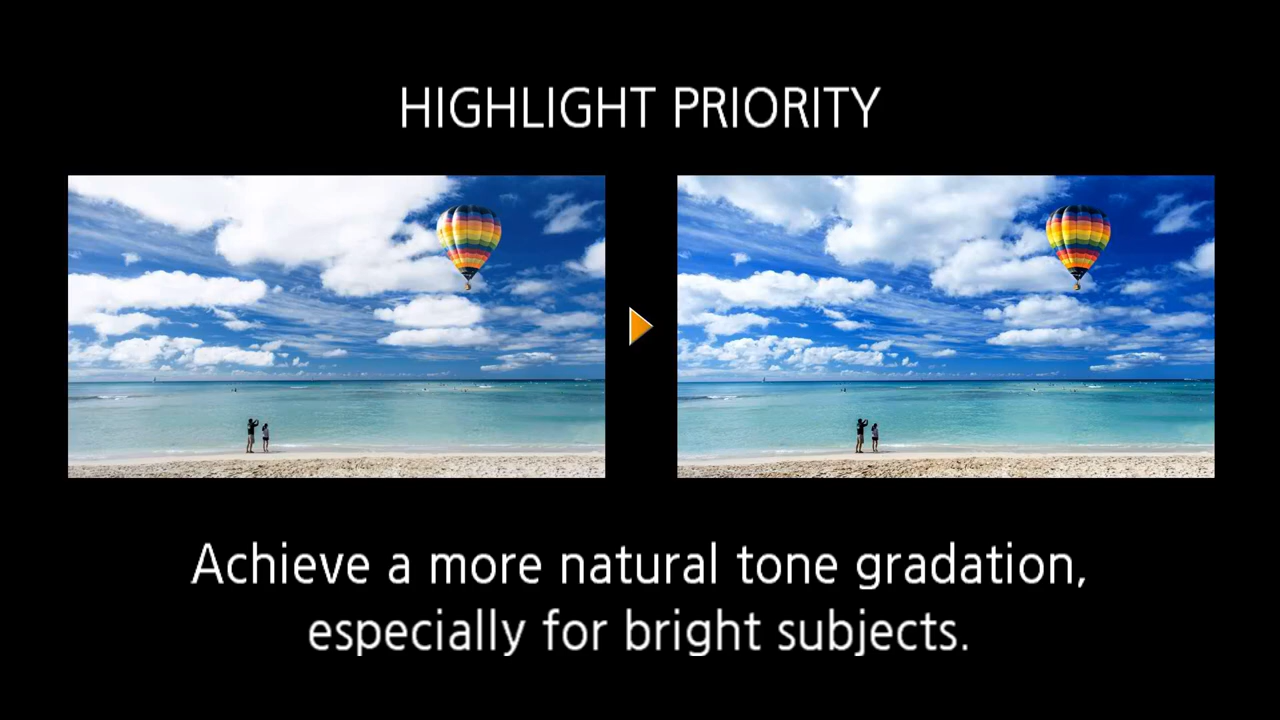 HIGHLIGHT PRIORITY
Achieve a more natural tone gradation,
especially for bright subjects.